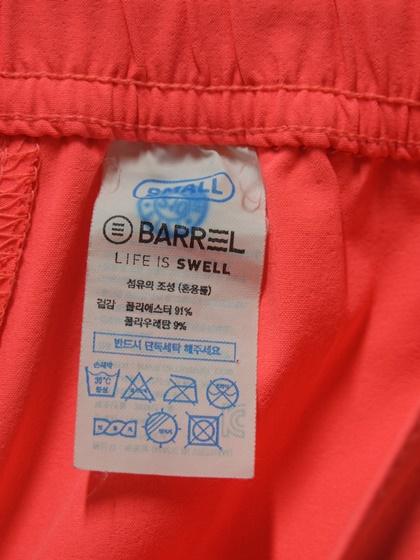 SMALL
BARREL
LIFE IS SWELL
섬유의 조성 (혼용률)
겉감 폴리에스터 91%
폴리우레탄 9%
반드시 단독세탁 해주세요
손세탁
30°C
중성